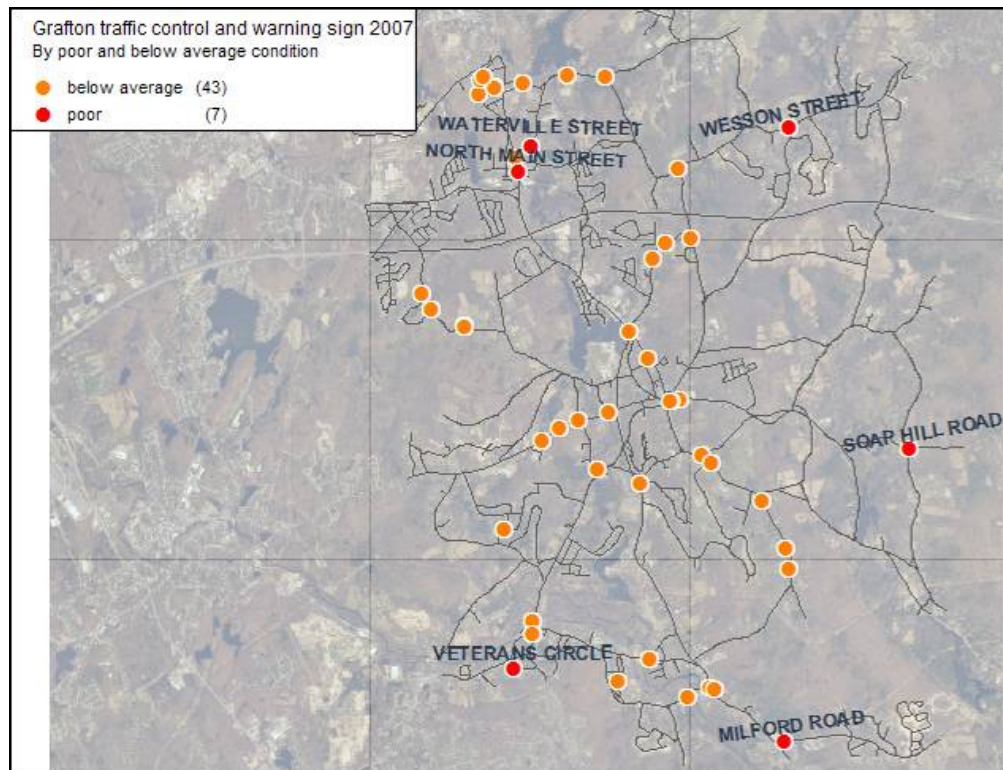 Grafton traffic control and warning sign 2007
By poor and below average condition
below average (43)
poor (7)
WATERVILLE STREET
WESSON STREET
NORTH MAIN STREET
SOAP HILL ROAD
VETERANS CIRCLE
MILFORD ROAD